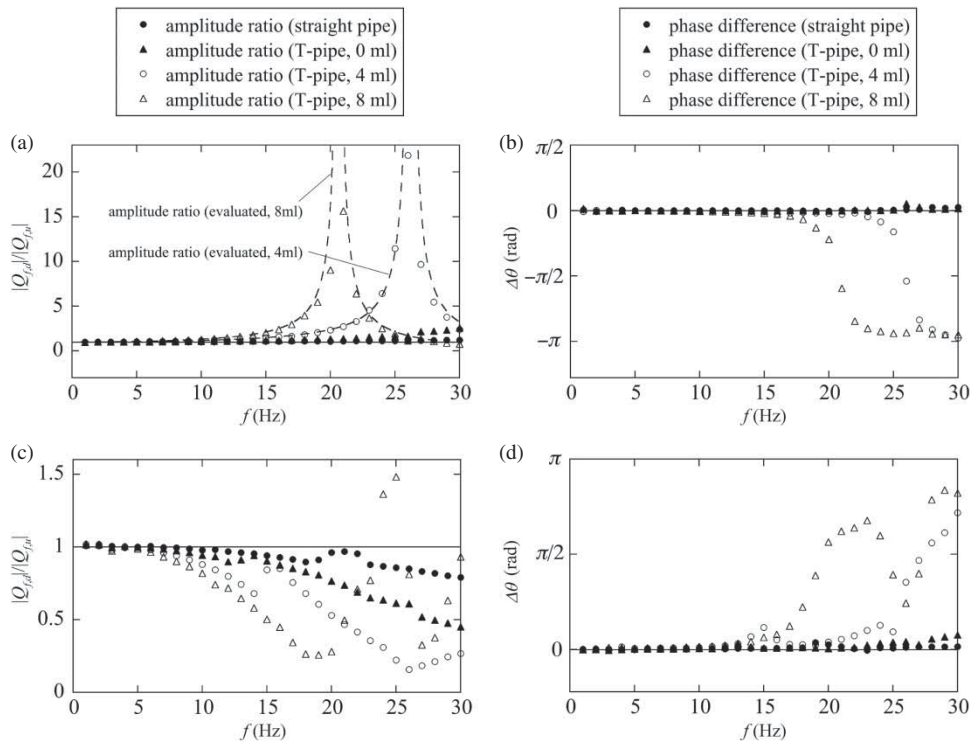 amplitude ratio (straight pipe)
amplitude ratio (T-pipe, 0 ml)
amplitude ratio (T-pipe, 4 ml)
amplitude ratio (T-pipe, 8 ml)
phase difference (straight pipe)
phase difference (T-pipe, 0 ml)
phase difference (T-pipe, 4 ml)
phase difference (T-pipe, 8 ml)
(a)
20
15
10
5
0
|Q_{f,d}|/|Q_{f,u}|
amplitude ratio (evaluated, 8ml)
amplitude ratio (evaluated, 4ml)
0 5 10 15 20 25 30
f (Hz)
(b)
π/2
0
−π/2
−π
Δθ (rad)
0 5 10 15 20 25 30
f (Hz)
(c)
1.5
1
0.5
0
|Q_{f,d}|/|Q_{f,u}|
0 5 10 15 20 25 30
f (Hz)
(d)
π
π/2
0
Δθ (rad)
0 5 10 15 20 25 30
f (Hz)